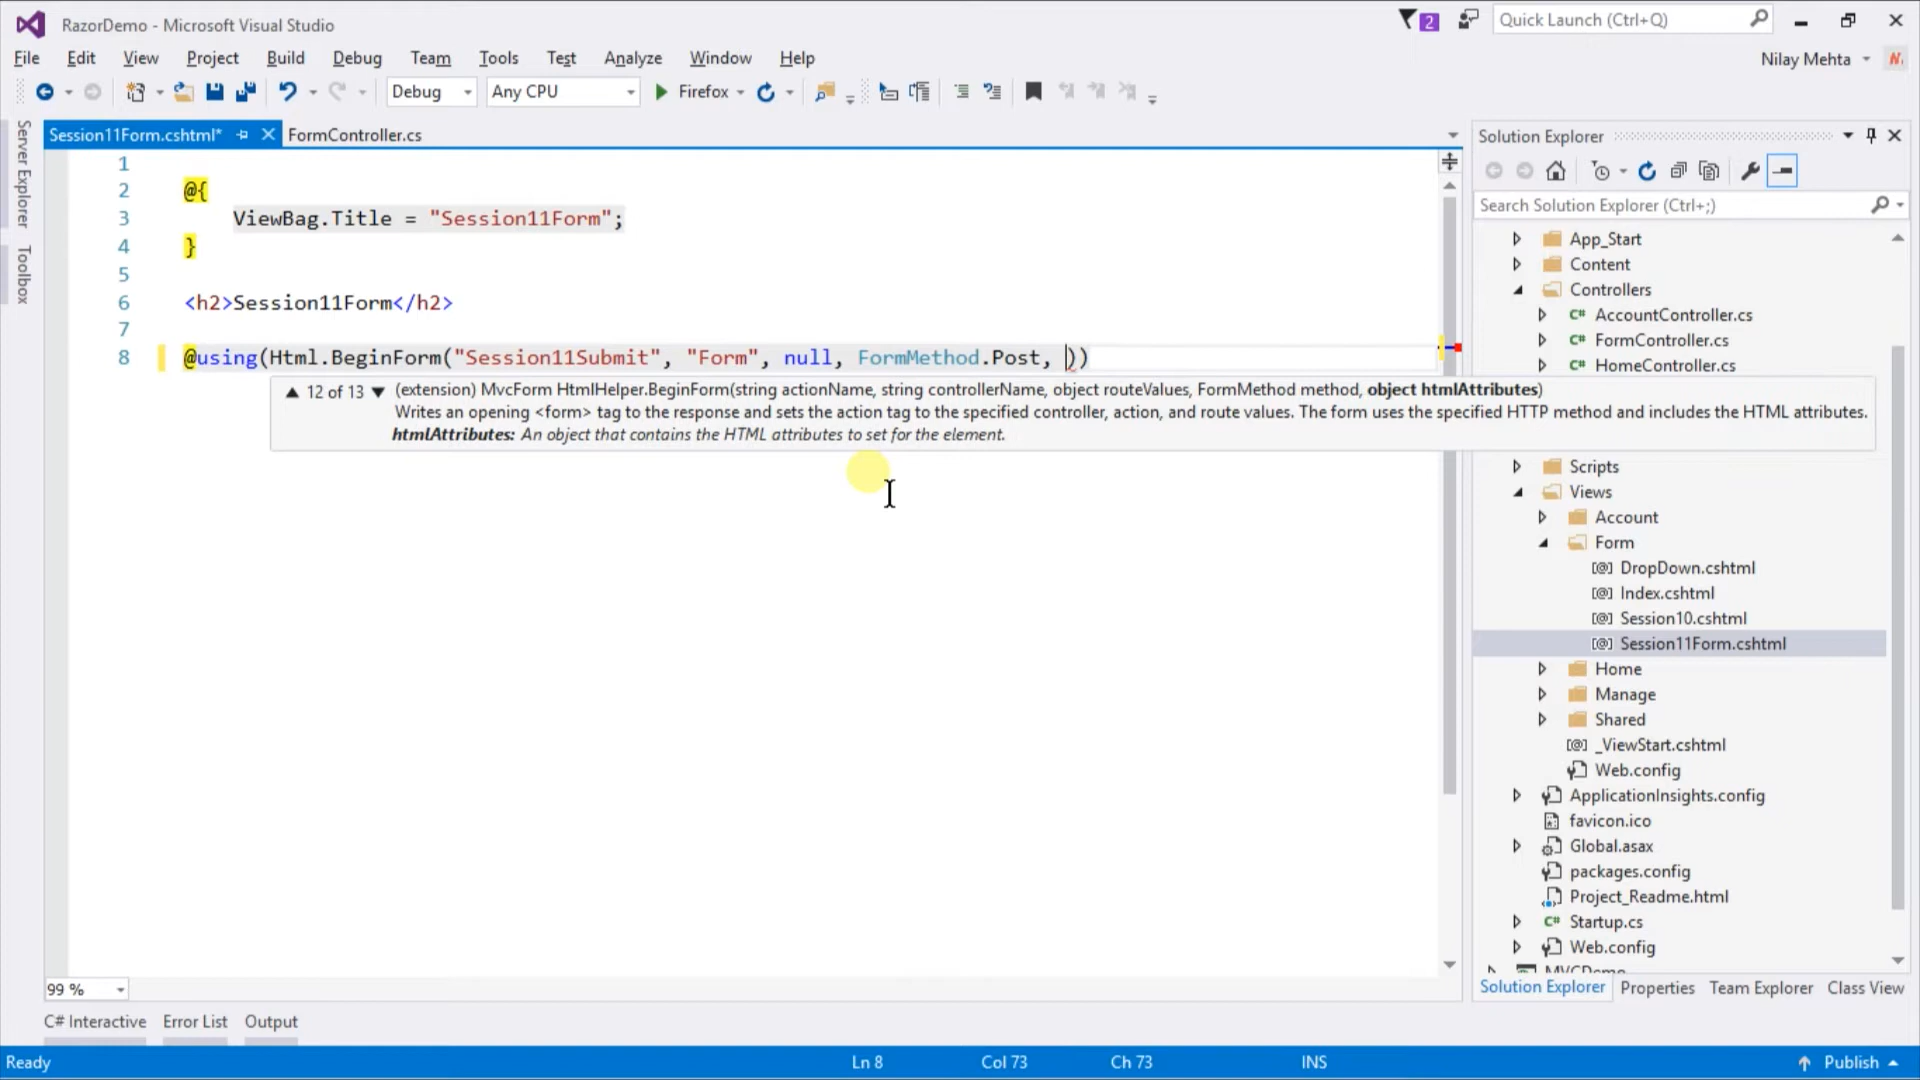 RazorDemo - Microsoft Visual Studio
2
Quick Launch (Ctrl+Q)
File Edit View Project Build Debug Team Tools Test Analyze Window Help
Nilay Mehta
Debug Any CPU Firefox
Server Explorer
Toolbox
Session11Form.cshtml* FormController.cs
1
2 @{
3 ViewBag.Title = "Session11Form";
4 }
5
6 <h2>Session11Form</h2>
7
8 @using(Html.BeginForm("Session11Submit", "Form", null, FormMethod.Post, ))
12 of 13 (extension) MvcForm HtmlHelper.BeginForm(string actionName, string controllerName, object routeValues, FormMethod method, object htmlAttributes)
Writes an opening <form> tag to the response and sets the action tag to the specified controller, action, and route values. The form uses the specified HTTP method and includes the HTML attributes.
htmlAttributes: An object that contains the HTML attributes to set for the element.
99 %
C# Interactive Error List Output
Solution Explorer
Search Solution Explorer (Ctrl+;)
App_Start
Content
Controllers
C# AccountController.cs
C# FormController.cs
C# HomeController.cs
Scripts
Views
Account
Form
[@] DropDown.cshtml
[@] Index.cshtml
[@] Session10.cshtml
[@] Session11Form.cshtml
Home
Manage
Shared
[@] _ViewStart.cshtml
Web.config
ApplicationInsights.config
favicon.ico
Global.asax
packages.config
Project_Readme.html
C# Startup.cs
Web.config
MVCDemo
Solution Explorer Properties Team Explorer Class View
Ready Ln 8 Col 73 Ch 73 INS Publish